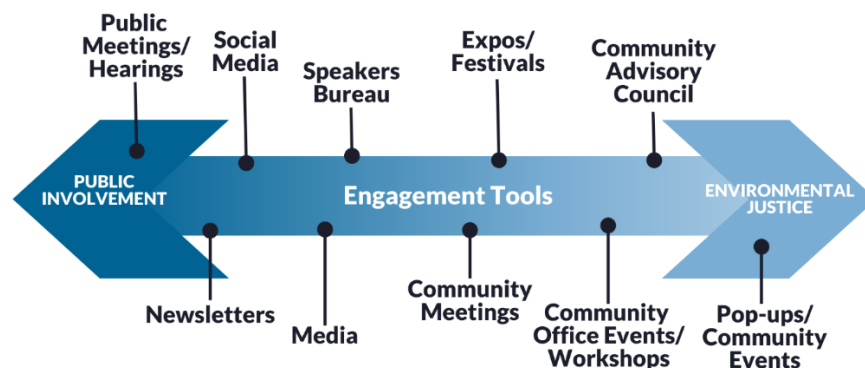 Public
Meetings/
Hearings
Social
Media
Speakers
Bureau
Expos/
Festivals
Community
Advisory
Council
PUBLIC
INVOLVEMENT
Engagement Tools
ENVIRONMENTAL
JUSTICE
Newsletters
Media
Community
Meetings
Community
Office Events/
Workshops
Pop-ups/
Community
Events